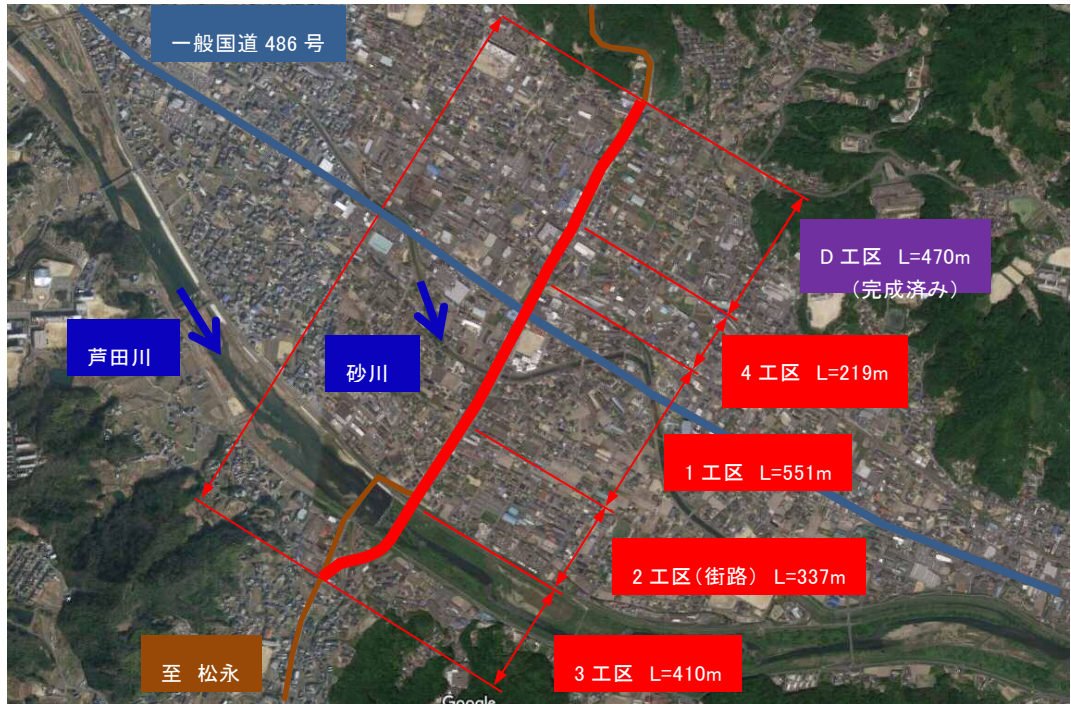 一般国道 486 号
D 工区 L=470m
（完成済み）
芦田川
砂川
4 工区 L=219m
1 工区 L=551m
2 工区（街路） L=337m
至 松永
3 工区 L=410m
Google